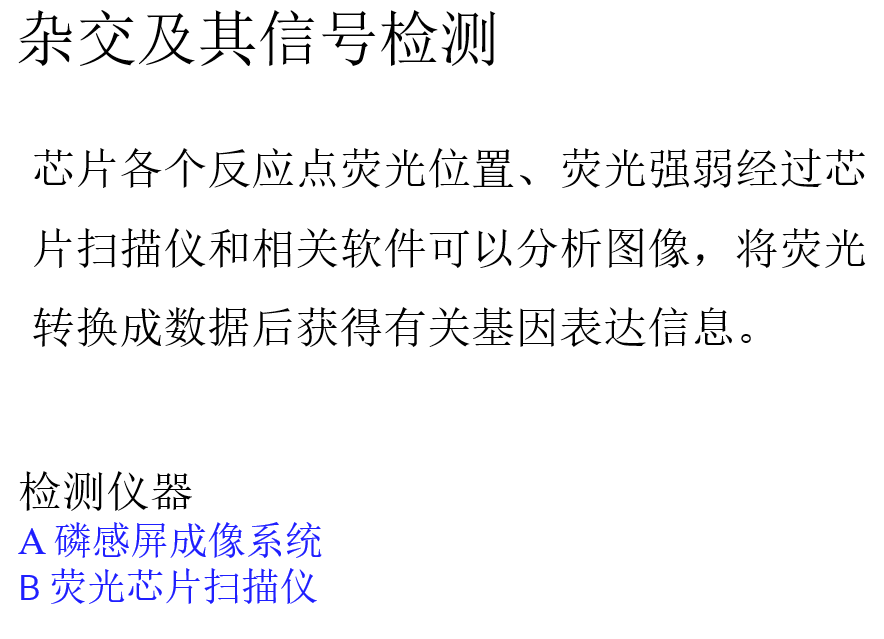 杂交及其信号检测
芯片各个反应点荧光位置、荧光强弱经过芯
片扫描仪和相关软件可以分析图像，将荧光
转换成数据后获得有关基因表达信息。
检测仪器
A 磷感屏成像系统
B 荧光芯片扫描仪